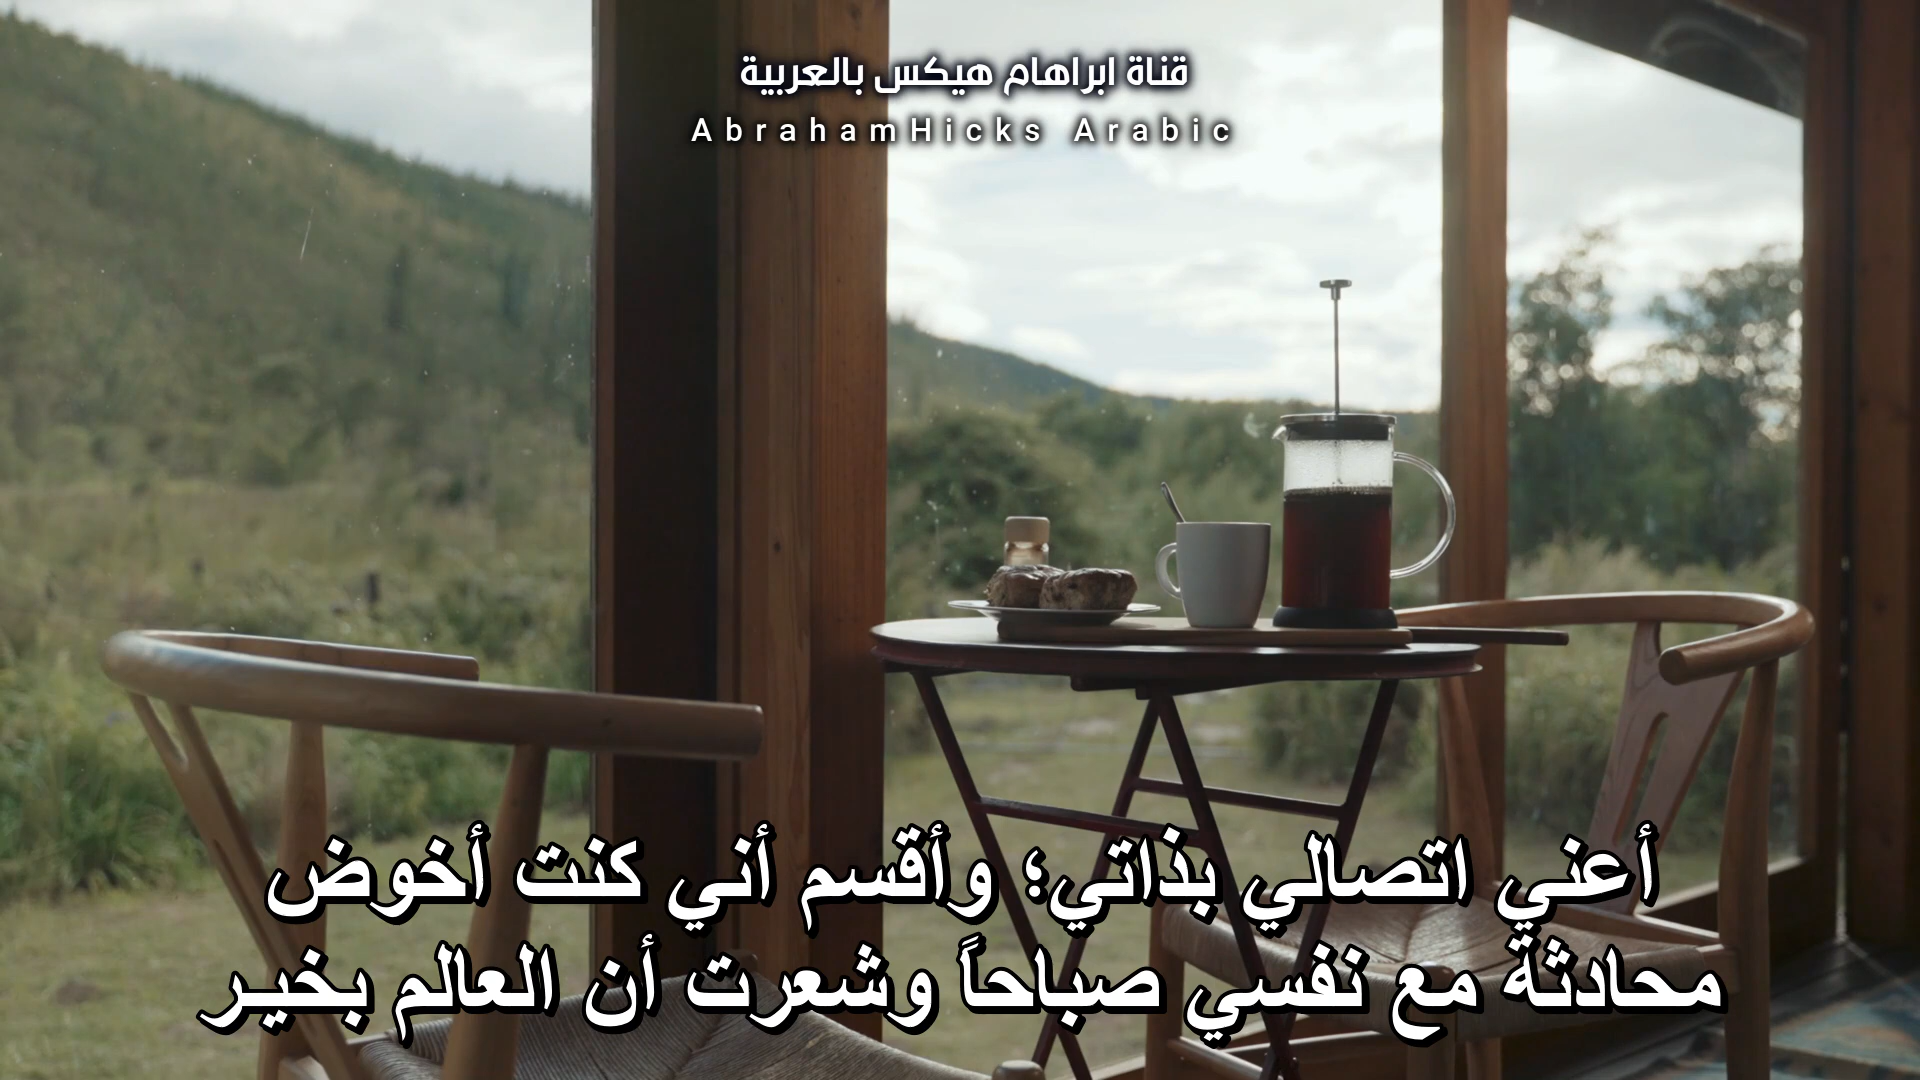 قناة ابراهام هيكس بالعربية
AbrahamHicks Arabic
أعني اتصالي بذاتي؛ وأقسم أني كنت أخوض
محادثة مع نفسي صباحاً وشعرت أن العالم بخير